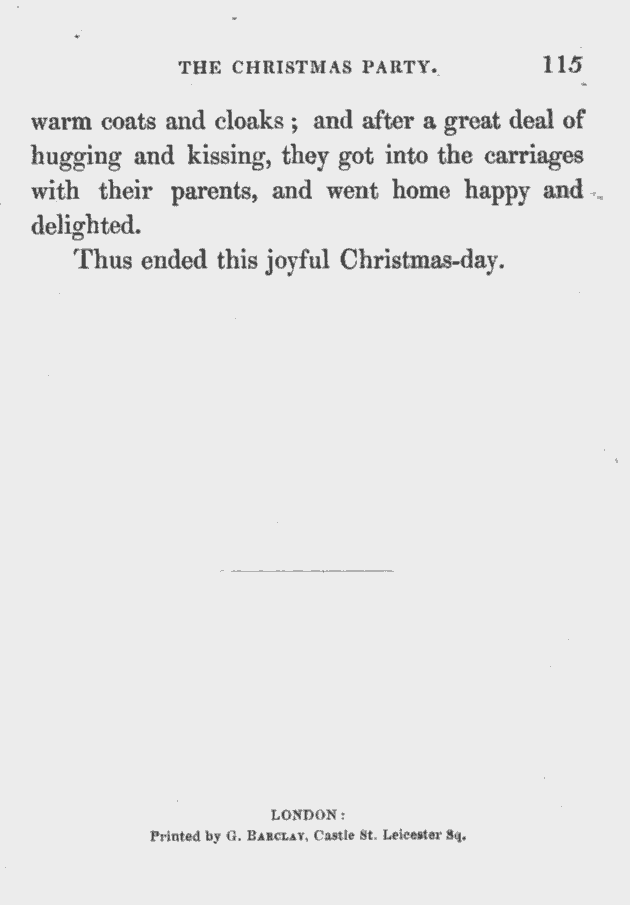 THE CHRISTMAS PARTY. 115
warm coats and cloaks ; and after a great deal of
hugging and kissing, they got into the carriages
with their parents, and went home happy and
delighted.
Thus ended this joyful Christmas-day.
LONDON :
Printed by G. BARCLAY, Castle St. Leicester Sq.